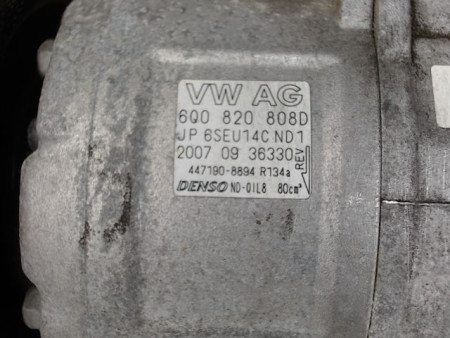 VW AG
6Q0 820 808D
JP 6SEU14C ND1
2007 09 36330
REV
447190-8894 R134a
DENSO ND-OIL8 80cm³